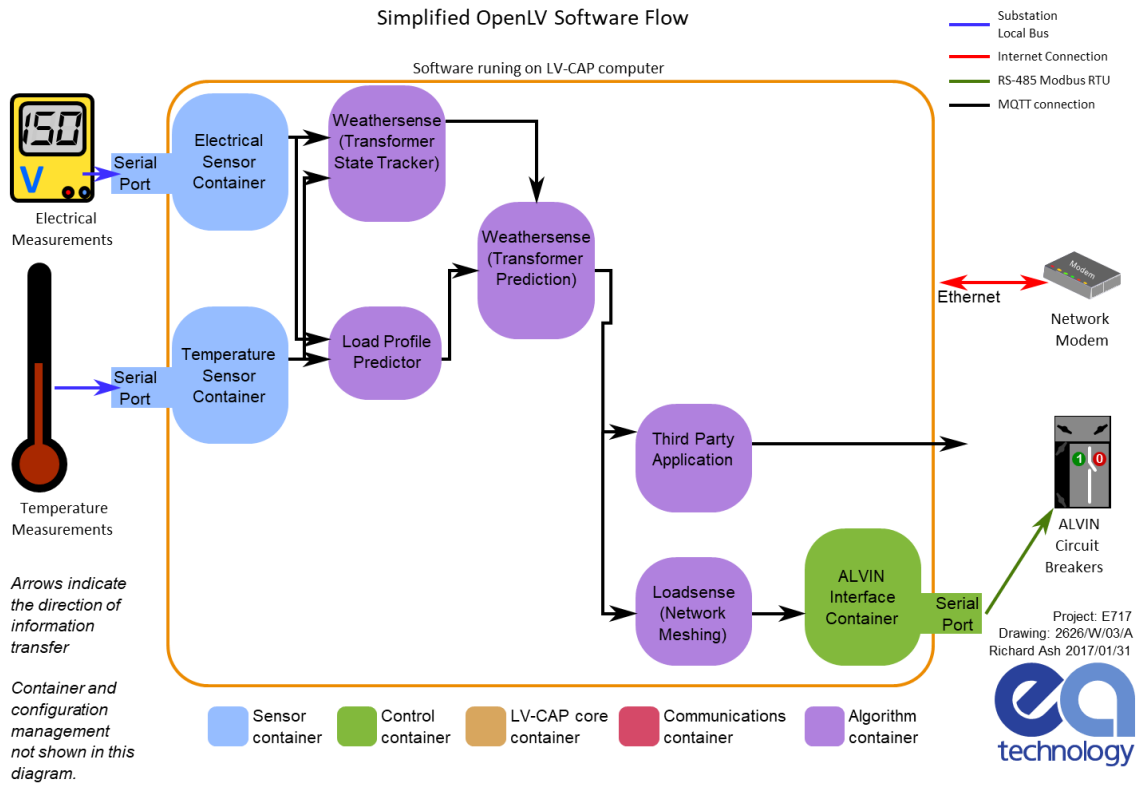 Simplified OpenLV Software Flow
Substation
Local Bus
Internet Connection
RS-485 Modbus RTU
MQTT connection
Software runing on LV-CAP computer
150
V
Electrical
Measurements
Serial
Port
Electrical
Sensor
Container
Weathersense
(Transformer
State Tracker)
Weathersense
(Transformer
Prediction)
Modem
Ethernet
Network
Modem
Temperature
Measurements
Serial
Port
Temperature
Sensor
Container
Load Profile
Predictor
Third Party
Application
1 0
ALVIN
Circuit
Breakers
Loadsense
(Network
Meshing)
ALVIN
Interface
Container
Serial
Port
Arrows indicate
the direction of
information
transfer
Container and
configuration
management
not shown in this
diagram.
Project: E717
Drawing: 2626/W/03/A
Richard Ash 2017/01/31
ea
technology
Sensor
container
Control
container
LV-CAP core
container
Communications
container
Algorithm
container